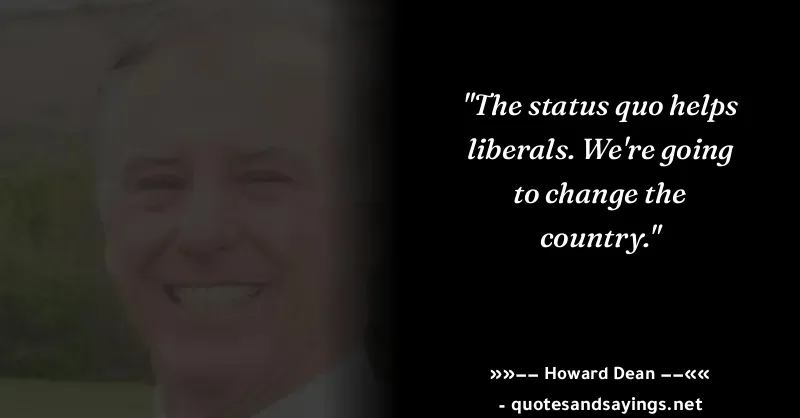 "The status quo helps
liberals. We're going
to change the
country."
»»–– Howard Dean ––««
- quotesandsayings.net